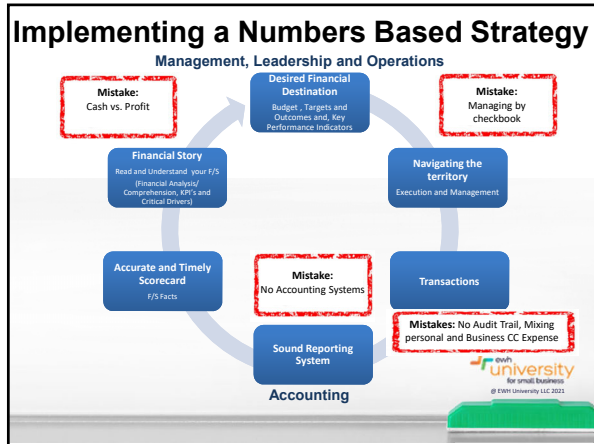 Implementing a Numbers Based Strategy
Management, Leadership and Operations
Mistake:
Cash vs. Profit
Desired Financial
Destination
Budget , Targets and
Outcomes and, Key
Performance Indicators
Mistake:
Managing by
checkbook
Financial Story
Read and Understand your F/S
(Financial Analysis/
Comprehension, KPI's and
Critical Drivers)
Navigating the
territory
Execution and Management
Accurate and Timely
Scorecard
F/S Facts
Mistake:
No Accounting Systems
Transactions
Mistakes: No Audit Trail, Mixing
personal and Business CC Expense
Sound Reporting
System
Accounting
ewh
university
for small business
@ EWH University LLC 2021